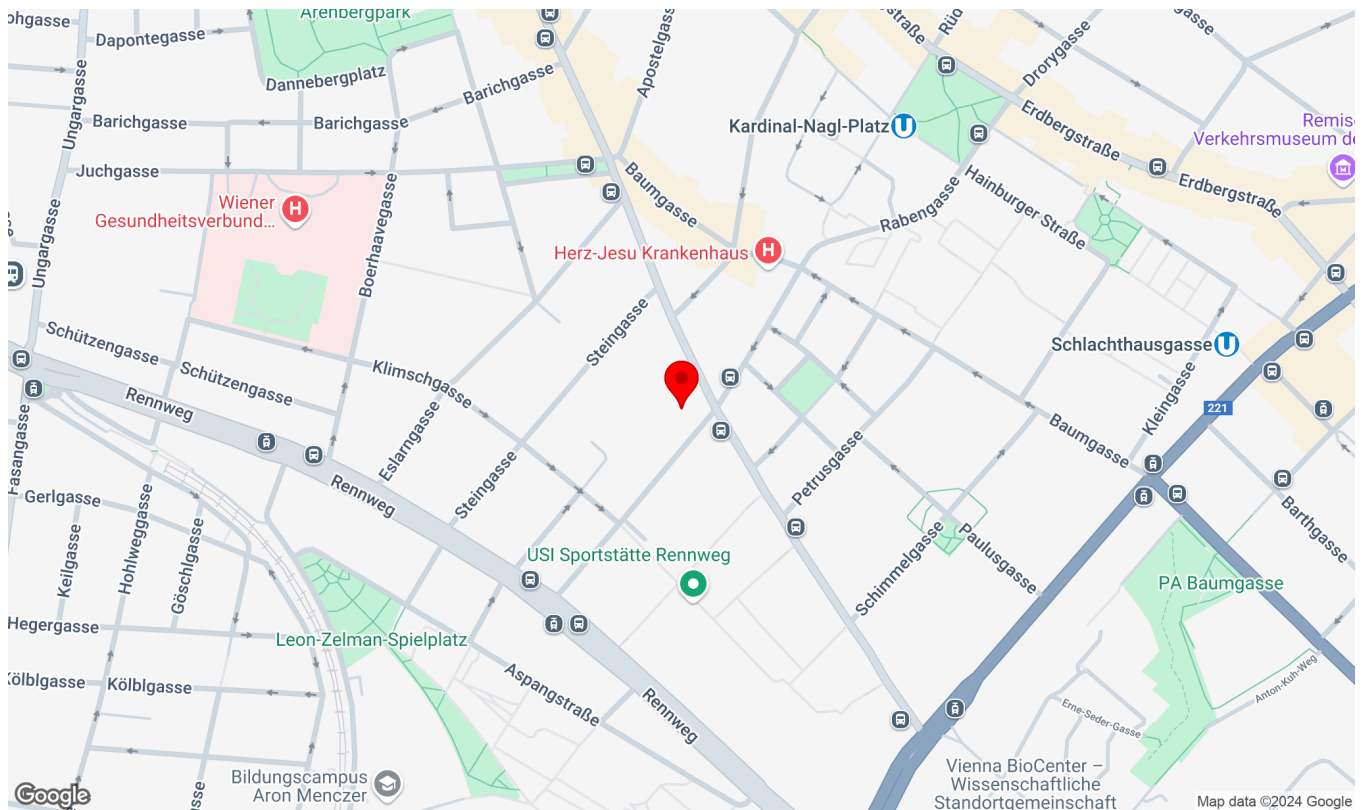 ohgasse
Dapontegasse
Arenbergpark
Dannebergplatz
Barichgasse
Apostelgasse
Drorygasse
Erdbergstraße
Kardinal-Nagl-Platz
Remise
Verkehrsmuseum de
Ungargasse
Barichgasse
Barichgasse
Juchgasse
Baumgasse
Hainburger Straße
Erdbergstraße
Rabengasse
Wiener
Gesundheitsverbund...
Boerhaavegasse
Herz-Jesu Krankenhaus
Ungargasse
Steingasse
Schützengasse
Schützengasse
Klimschgasse
Schlachthausgasse
Kleingasse
221
Rennweg
Eslarngasse
Baumgasse
Fasangasse
Steingasse
Petrusgasse
Rennweg
Gerlgasse
Keilgasse
Hohlweggasse
Göschlgasse
Barthgasse
USI Sportstätte Rennweg
Schimmelgasse
Paulusgasse
PA Baumgasse
Hegergasse
Leon-Zelman-Spielplatz
Kölblgasse
Kölblgasse
Aspangstraße
Rennweg
Anton-Kuh-Weg
Erne-Seder-Gasse
Bildungscampus
Aron Menczer
Vienna BioCenter –
Wissenschaftliche
Standortgemeinschaft
Google
Map data ©2024 Google